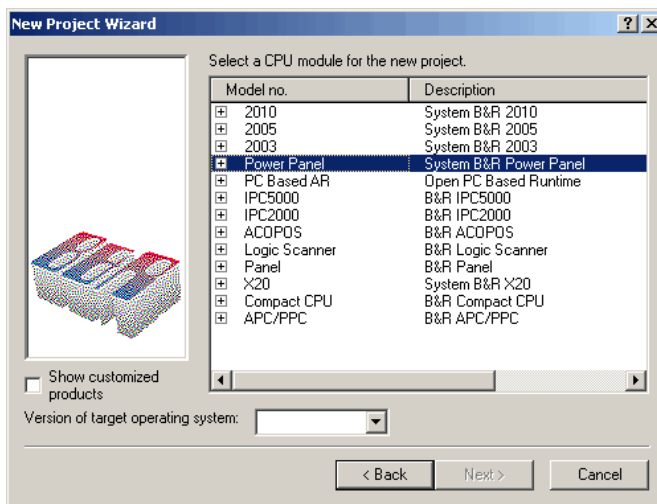 New Project Wizard
Select a CPU module for the new project.
Model no. Description
2010 System B&R 2010
2005 System B&R 2005
2003 System B&R 2003
Power Panel System B&R Power Panel
PC Based AR Open PC Based Runtime
IPC5000 B&R IPC5000
IPC2000 B&R IPC2000
ACOPOS B&R ACOPOS
Logic Scanner B&R Logic Scanner
Panel B&R Panel
X20 System B&R X20
Compact CPU B&R Compact CPU
APC/PPC B&R APC/PPC
B&R
Show customized
products
Version of target operating system:
< Back Next > Cancel